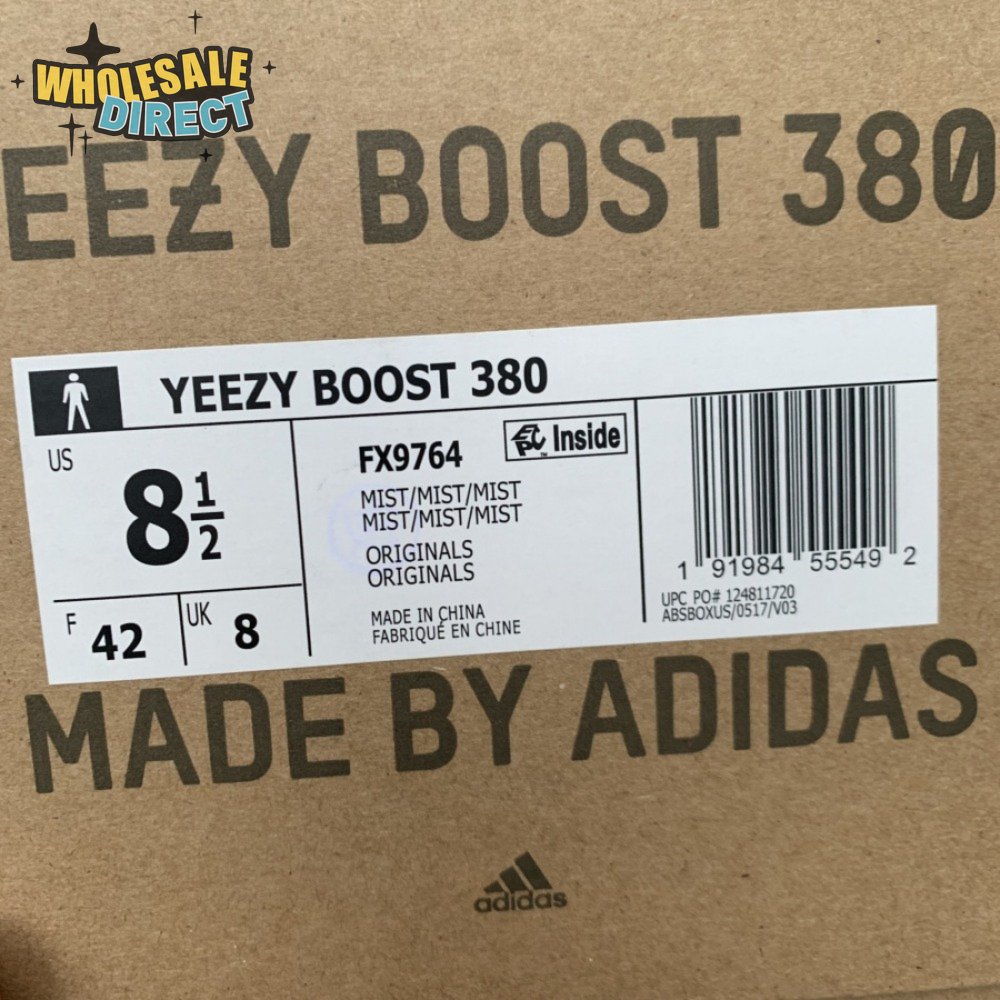 WHOLESALE
DIRECT
EEZY BOOST 380
YEEZY BOOST 380
US
8 1/2
F 42
UK 8
FX9764
EPC Inside
™
MIST/MIST/MIST
MIST/MIST/MIST
ORIGINALS
ORIGINALS
MADE IN CHINA
FABRIQUÉ EN CHINE
1 91984 55549 2
UPC PO# 124811720
ABSBOXUS/0517/V03
MADE BY ADIDAS
adidas